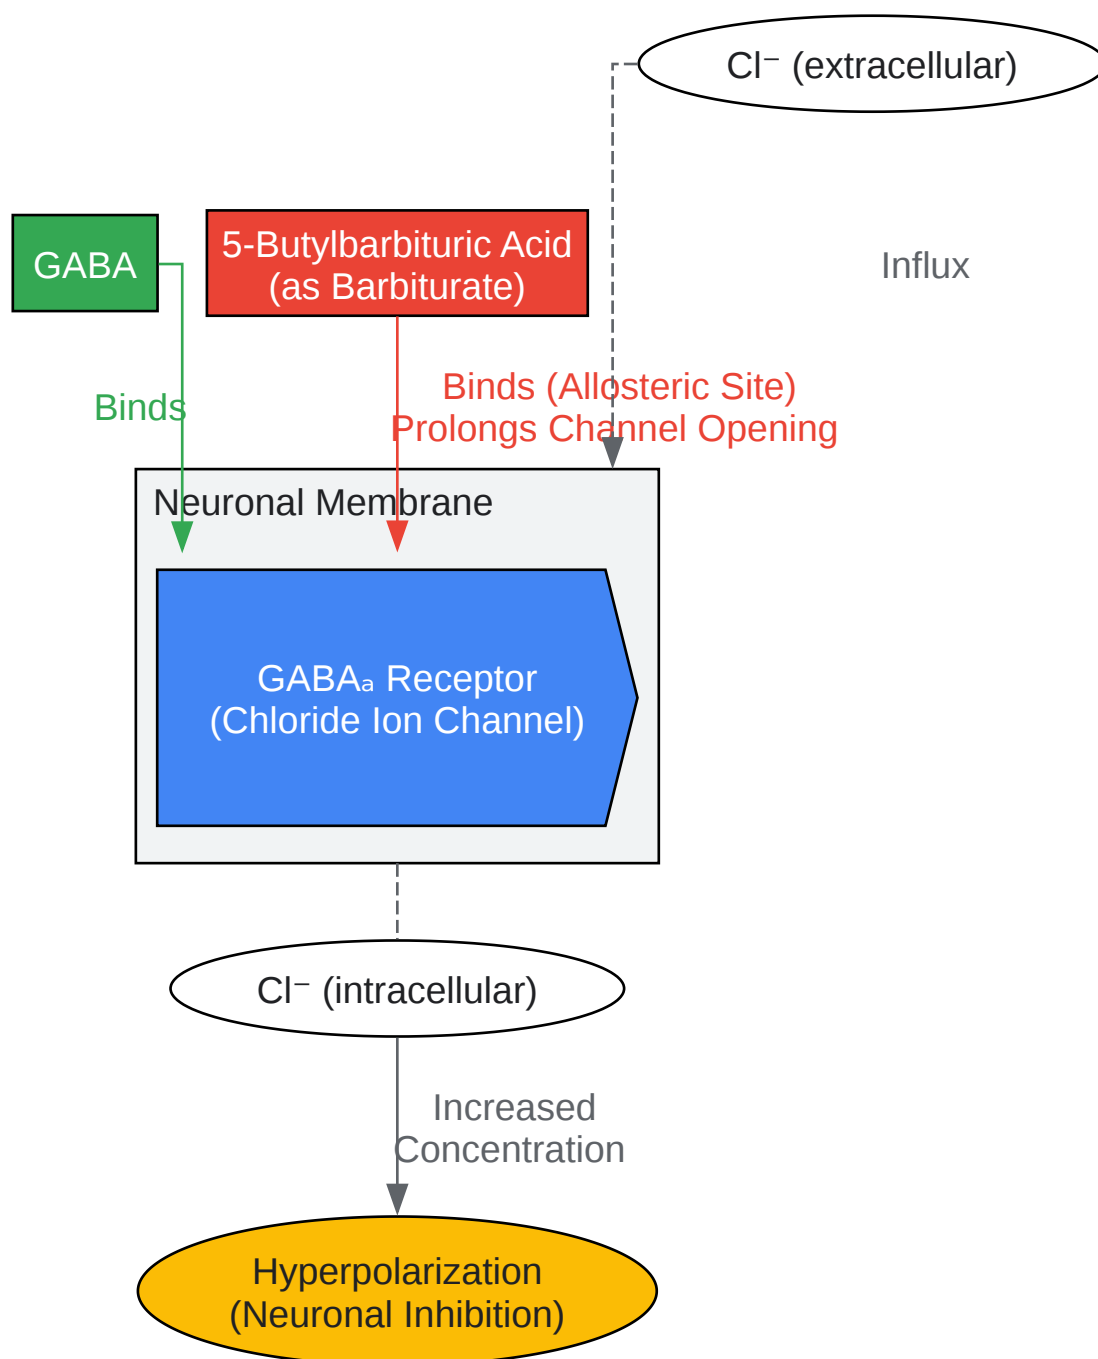 Cl⁻ (extracellular)
GABA
5-Butylbarbituric Acid
(as Barbiturate)
Influx
Binds
Binds (Allosteric Site)
Prolongs Channel Opening
Neuronal Membrane
GABAₐ Receptor
(Chloride Ion Channel)
Cl⁻ (intracellular)
Increased
Concentration
Hyperpolarization
(Neuronal Inhibition)